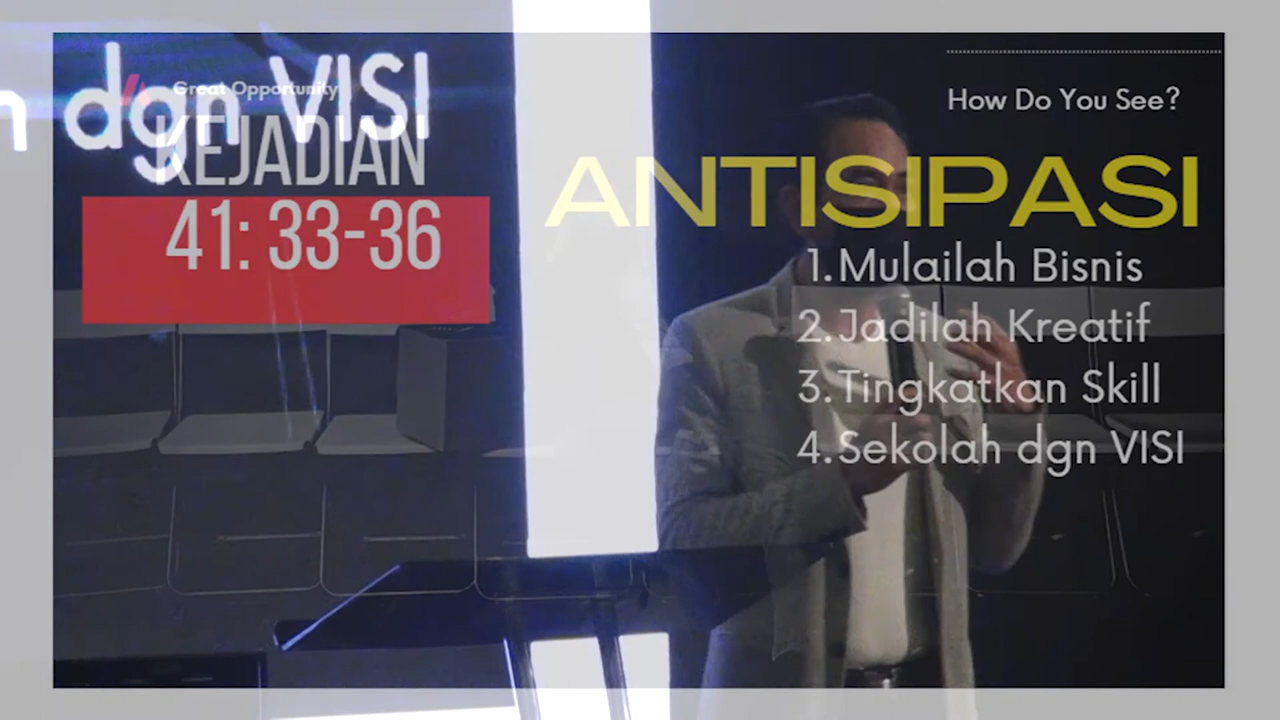 n dgn VISI
Great Opportunity
KEJADIAN
41: 33-36
How Do You See?
ANTISIPASI
1. Mulailah Bisnis
2. Jadilah Kreatif
3. Tingkatkan Skill
4. Sekolah dgn VISI